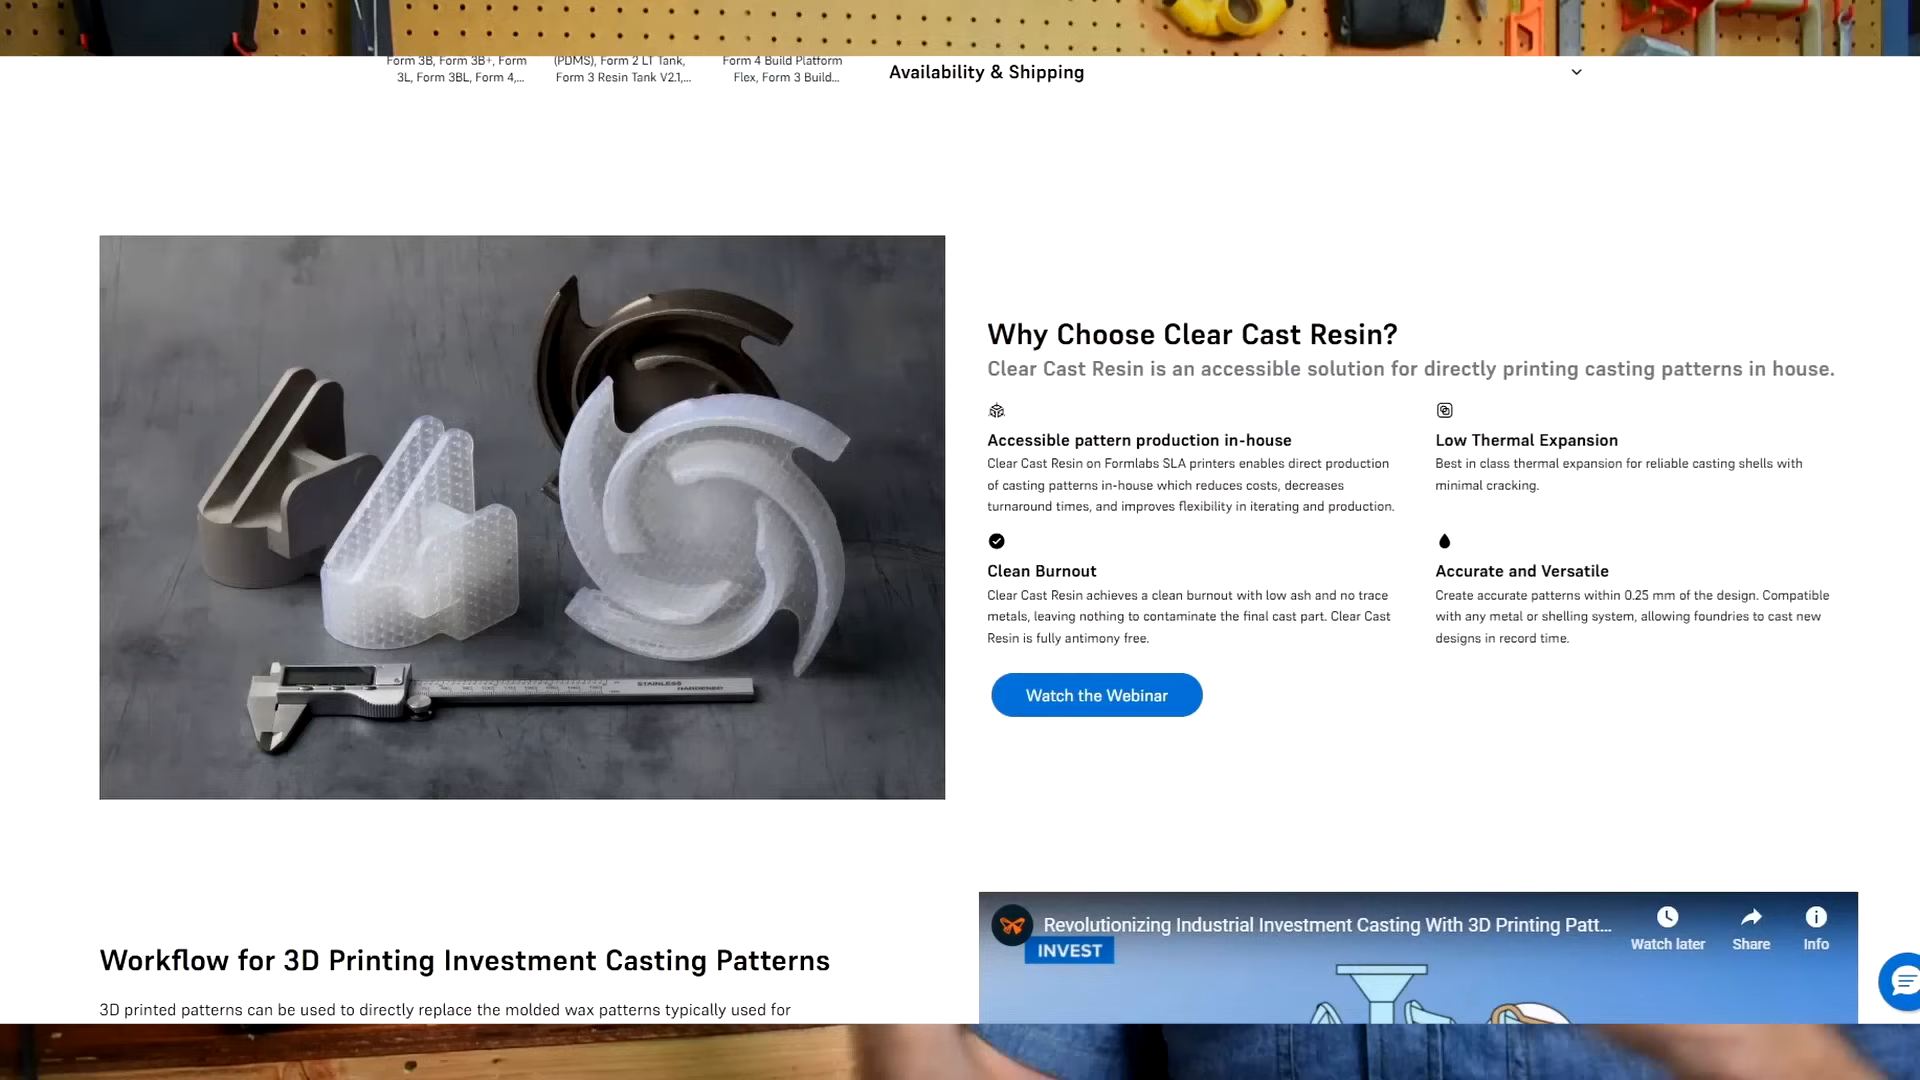 Form 3B, Form 3B+, Form
3L, Form 3BL, Form 4,...
(PDMS), Form 2 LT Tank,
Form 3 Resin Tank V2.1,...
Form 4 Build Platform
Flex, Form 3 Build...
Availability & Shipping
STAINLESS
HARDENED
Why Choose Clear Cast Resin?
Clear Cast Resin is an accessible solution for directly printing casting patterns in house.
Accessible pattern production in-house
Clear Cast Resin on Formlabs SLA printers enables direct production
of casting patterns in-house which reduces costs, decreases
turnaround times, and improves flexibility in iterating and production.
Low Thermal Expansion
Best in class thermal expansion for reliable casting shells with
minimal cracking.
Clean Burnout
Clear Cast Resin achieves a clean burnout with low ash and no trace
metals, leaving nothing to contaminate the final cast part. Clear Cast
Resin is fully antimony free.
Accurate and Versatile
Create accurate patterns within 0.25 mm of the design. Compatible
with any metal or shelling system, allowing foundries to cast new
designs in record time.
Watch the Webinar
Workflow for 3D Printing Investment Casting Patterns
3D printed patterns can be used to directly replace the molded wax patterns typically used for
Revolutionizing Industrial Investment Casting With 3D Printing Patt...
INVEST
Watch later
Share
Info